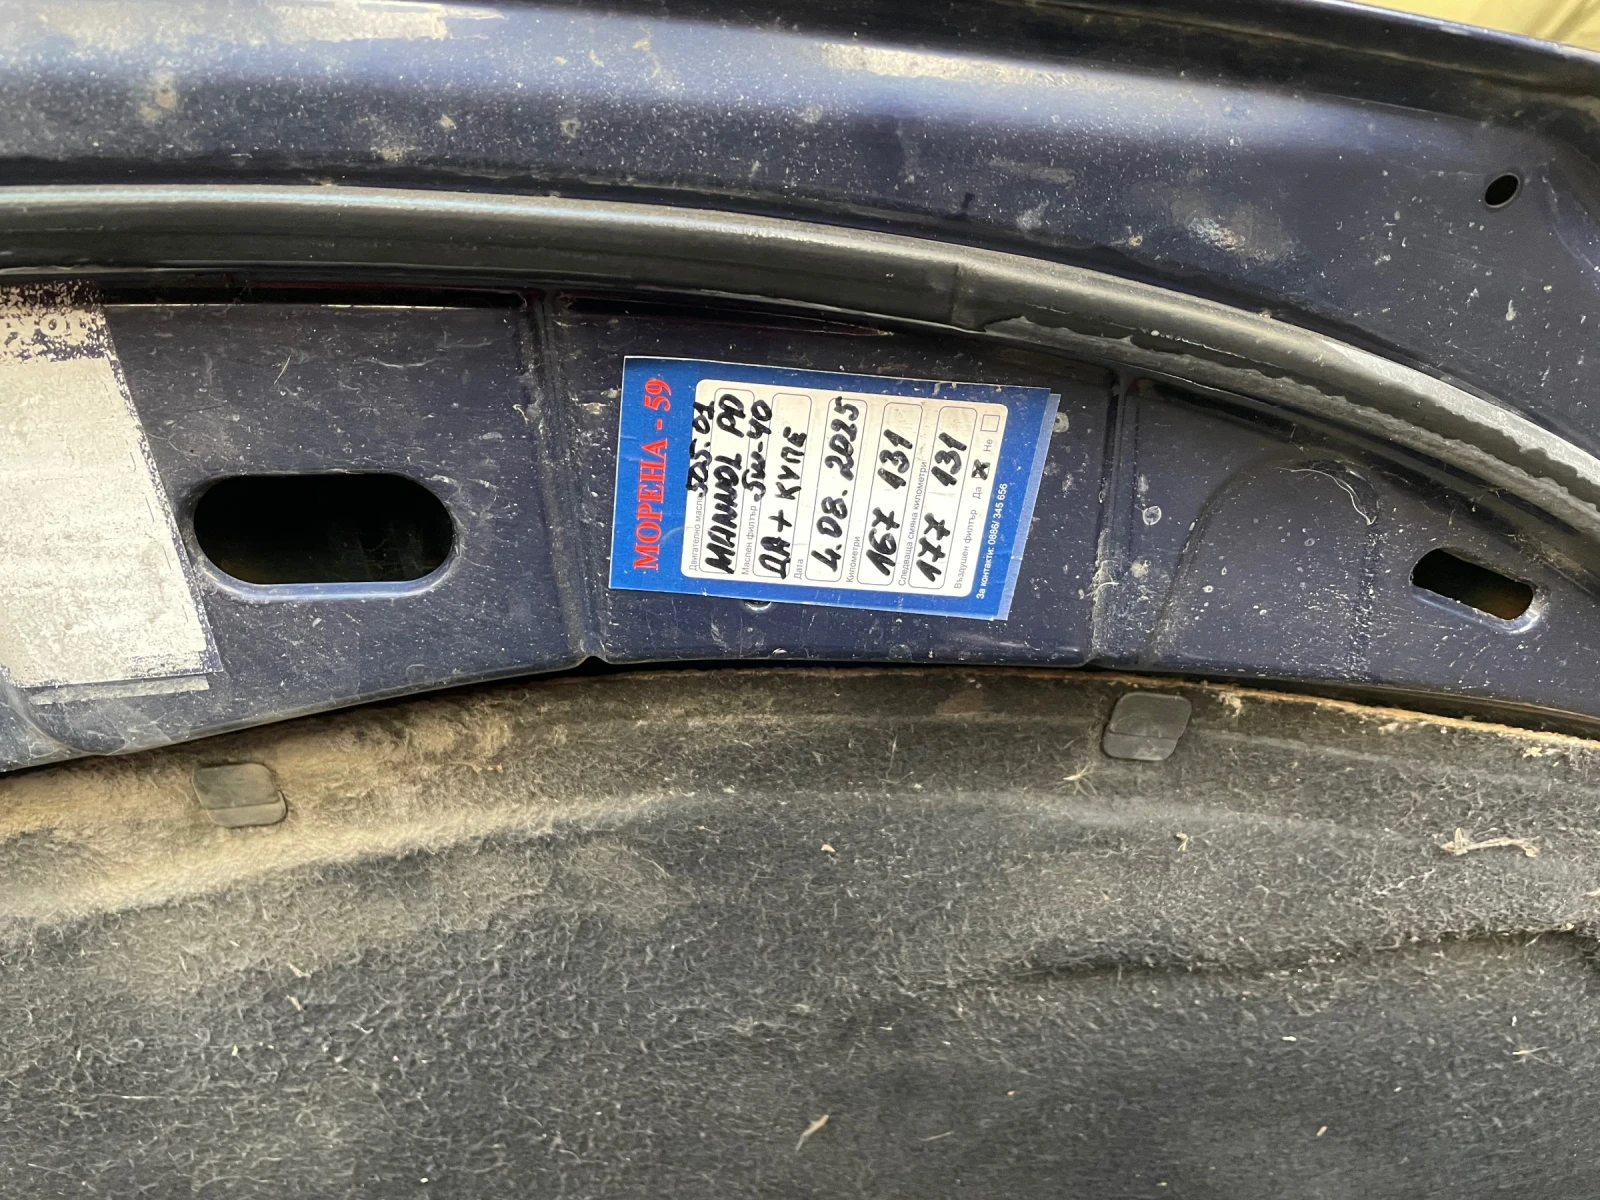 МОРЕНА - 59
Двигателно масло 505.01
MANNOL PD
Маслен филтър 5W-40
ДА + КУПЕ
Дата
4.08.2025
Километри
167 131
Следваща смяна километри
177 131
Въздушен филтър Да X Не
За контакти: 0886/ 345 656